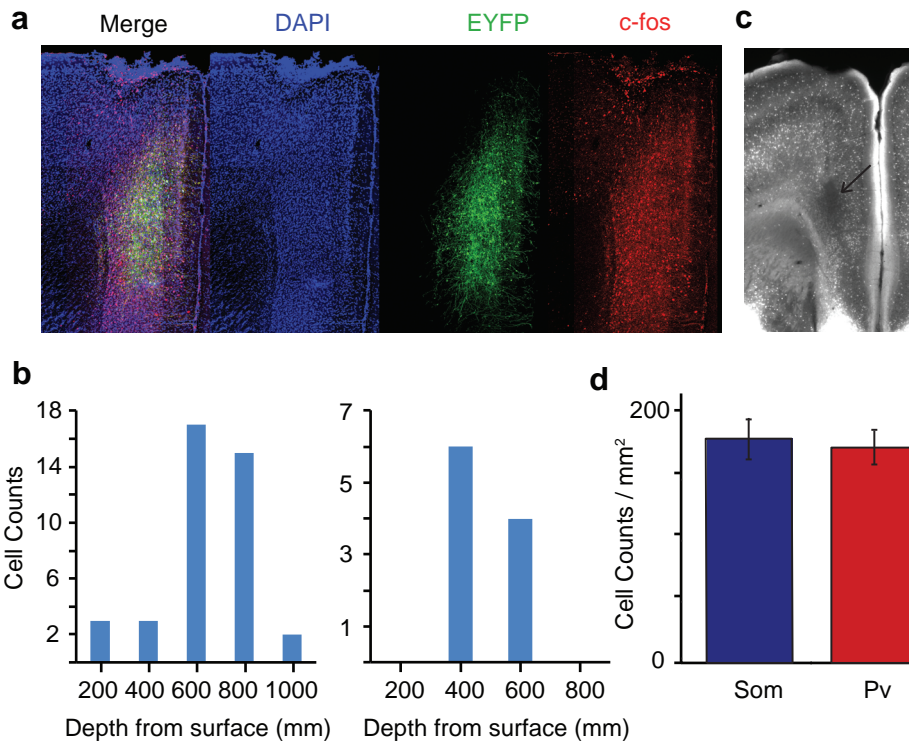 a
Merge
DAPI
EYFP
c-fos
c
b
Cell Counts
18
14
10
6
2
200 400 600 800 1000
Depth from surface (mm)
7
5
3
1
200 400 600 800
Depth from surface (mm)
d
Cell Counts / mm²
200
0
Som
Pv